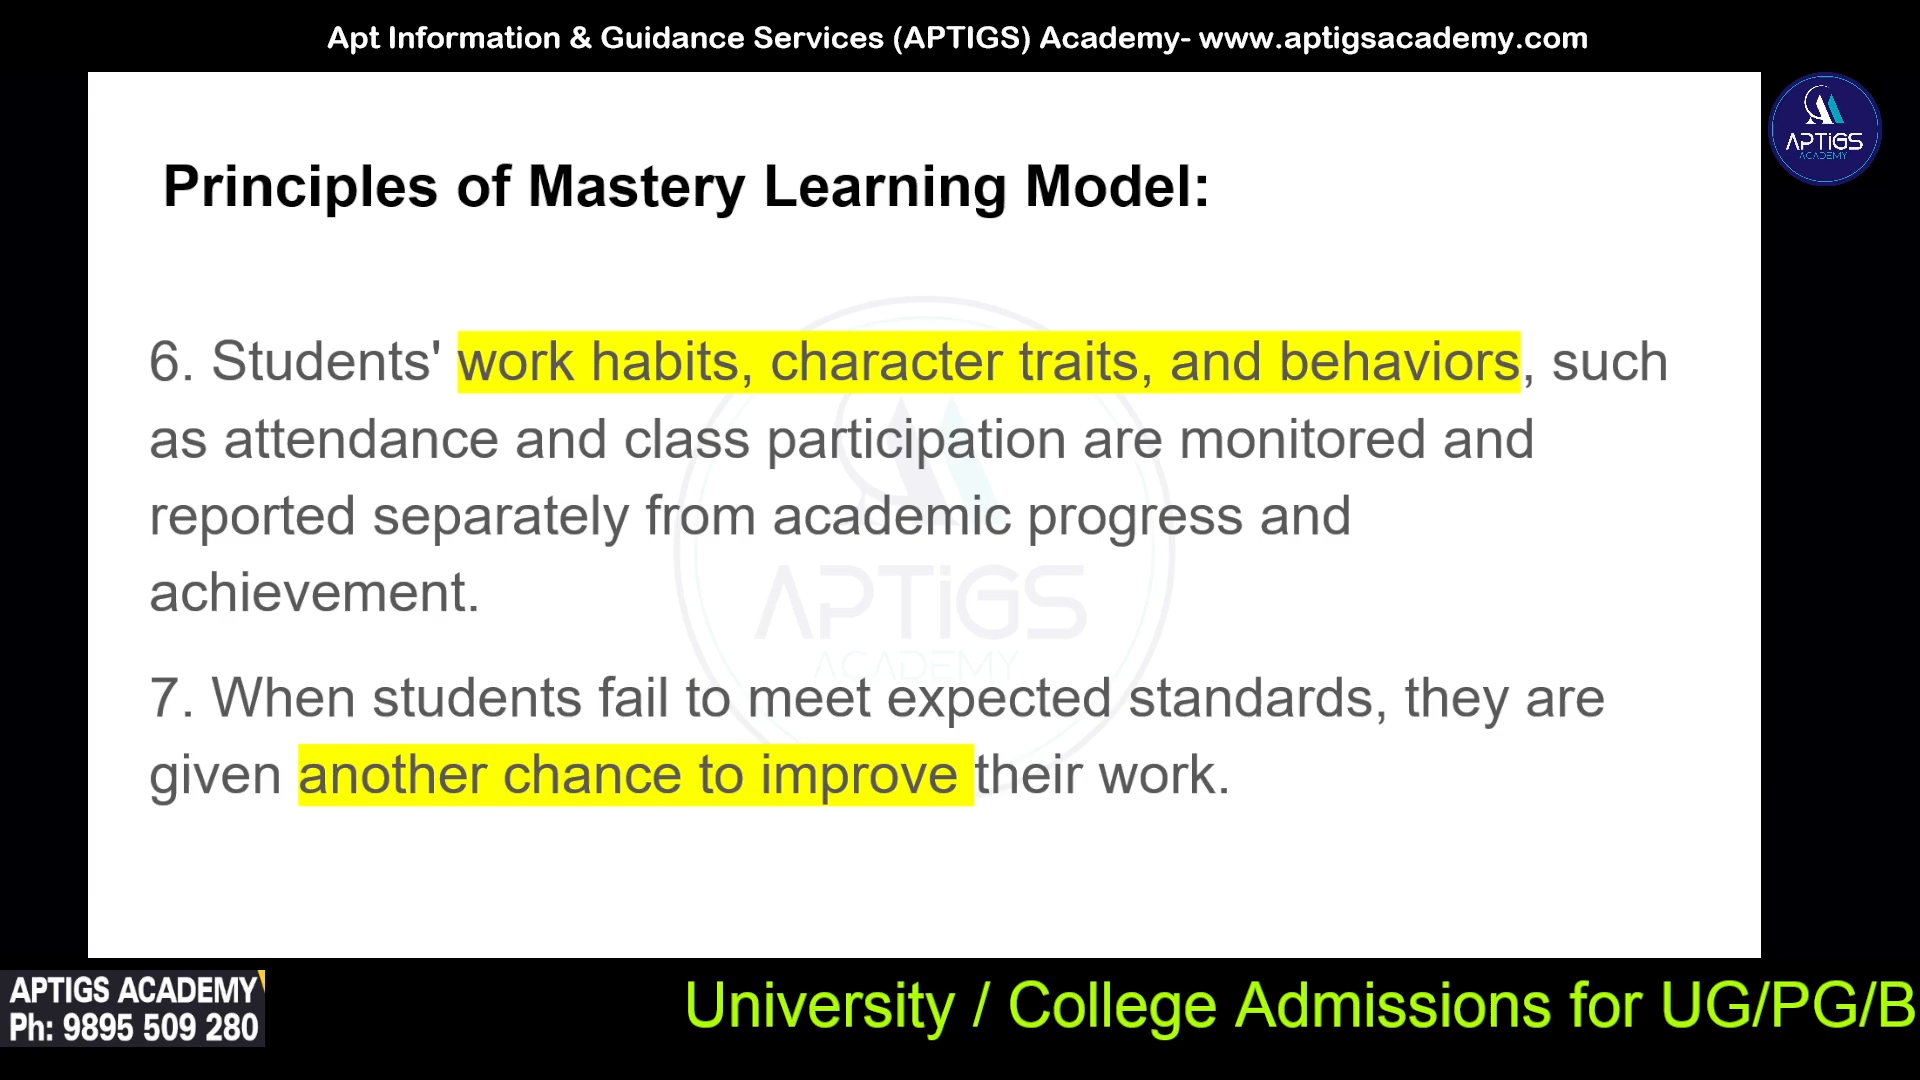 Apt Information & Guidance Services (APTIGS) Academy- www.aptigsacademy.com
APTiGS
ACADEMY
Principles of Mastery Learning Model:
6. Students' work habits, character traits, and behaviors, such
as attendance and class participation are monitored and
reported separately from academic progress and
achievement.
APTiGS
ACADEMY
7. When students fail to meet expected standards, they are
given another chance to improve their work.
APTIGS ACADEMY
Ph: 9895 509 280
University / College Admissions for UG/PG/B